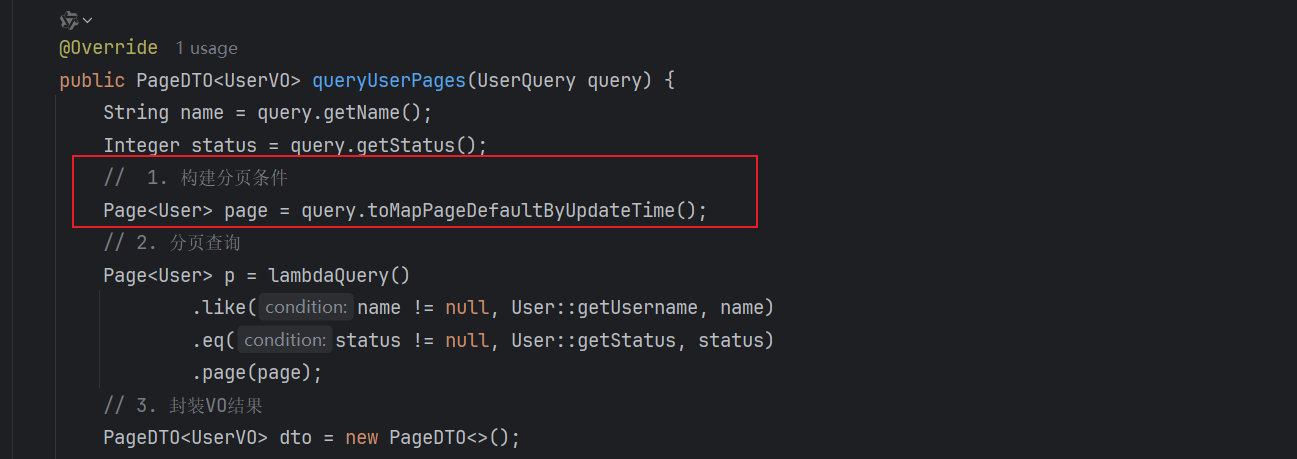 @Override 1 usage
public PageDTO<UserVO> queryUserPages(UserQuery query) {
String name = query.getName();
Integer status = query.getStatus();
// 1. 构建分页条件
Page<User> page = query.toMapPageDefaultByUpdateTime();
// 2. 分页查询
Page<User> p = lambdaQuery()
.like( condition: name != null, User::getUsername, name)
.eq( condition: status != null, User::getStatus, status)
.page(page);
// 3. 封装VO结果
PageDTO<UserVO> dto = new PageDTO<>();